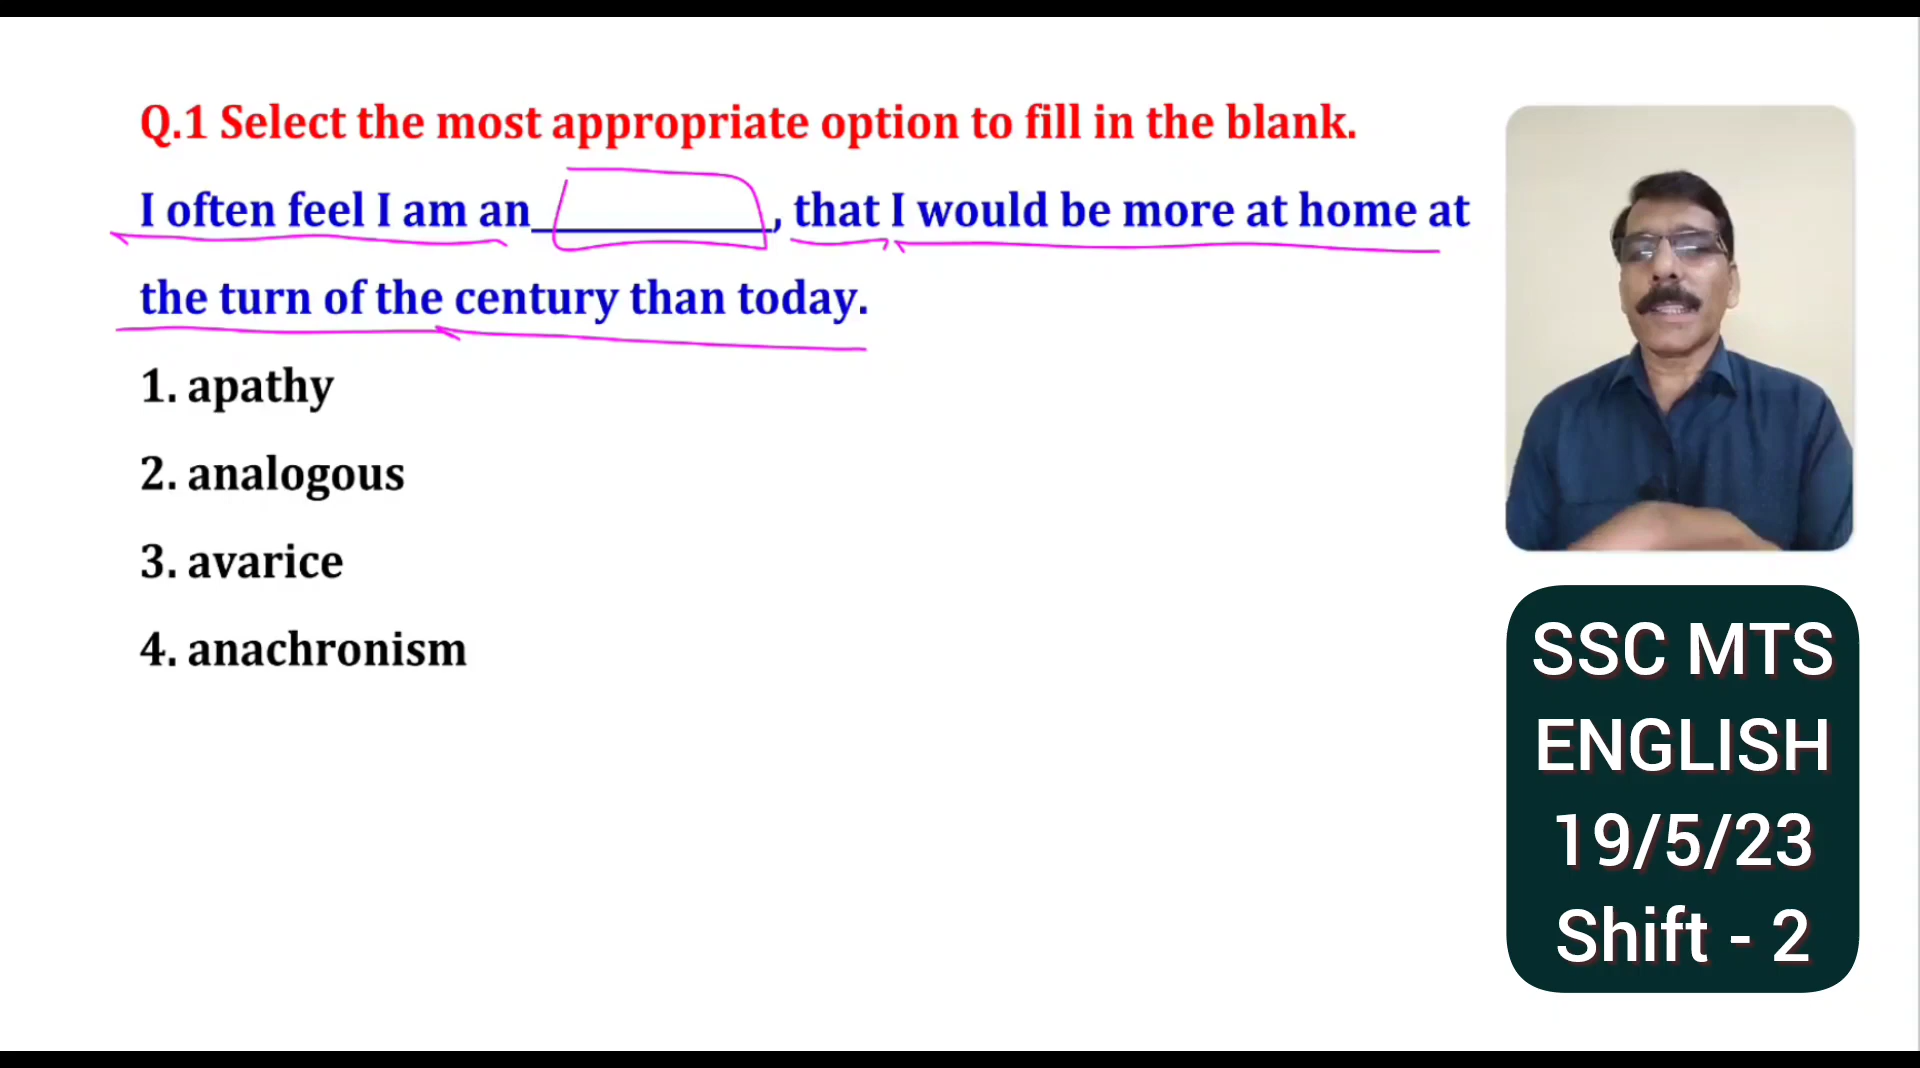 Q.1 Select the most appropriate option to fill in the blank.
I often feel I am an__________, that I would be more at home at
the turn of the century than today.
1. apathy
2. analogous
3. avarice
4. anachronism
SSC MTS
ENGLISH
19/5/23
Shift - 2